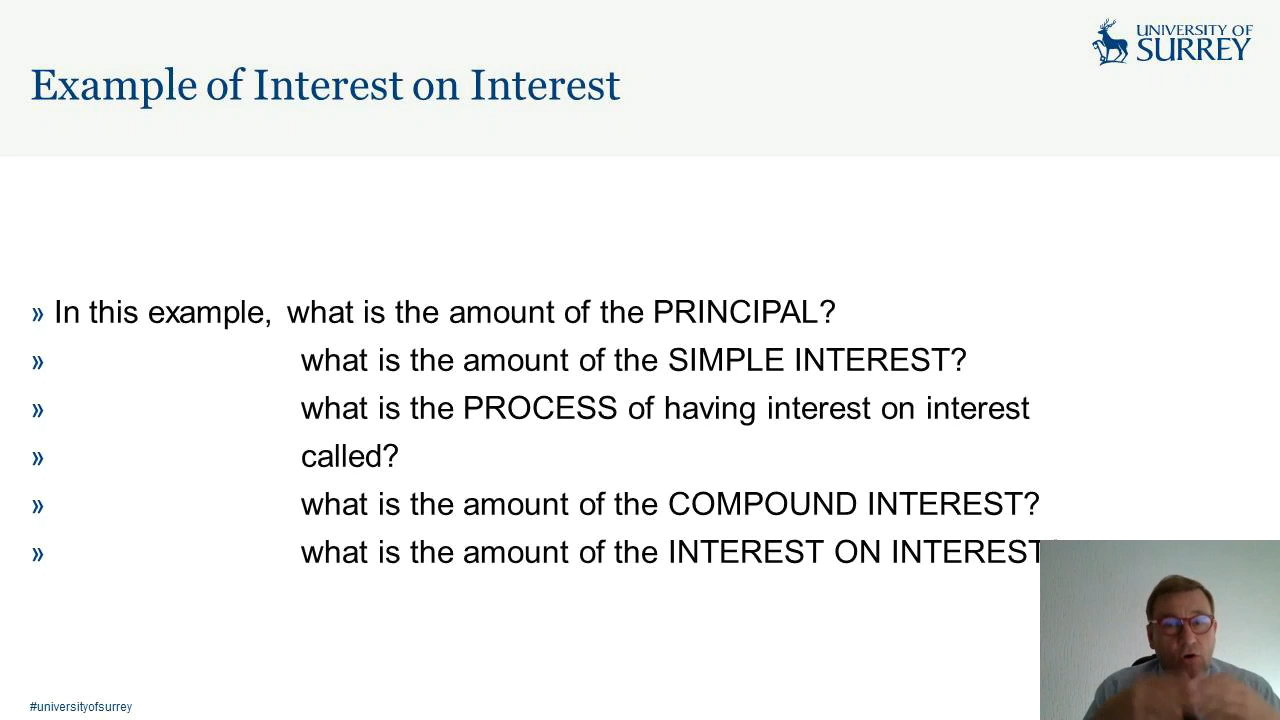 UNIVERSITY OF
SURREY
Example of Interest on Interest
» In this example, what is the amount of the PRINCIPAL?
» what is the amount of the SIMPLE INTEREST?
» what is the PROCESS of having interest on interest
» called?
» what is the amount of the COMPOUND INTEREST?
» what is the amount of the INTEREST ON INTEREST
#universityofsurrey